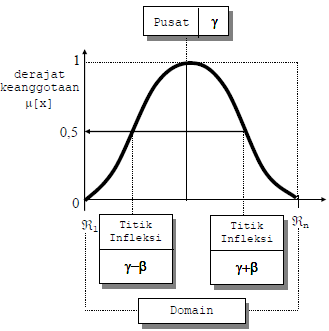 Pusat γ
1
derajat
keanggotaan
μ[x]
0,5
0
ℜ1
ℜn
Titik
Infleksi
γ−β
Titik
Infleksi
γ+β
Domain